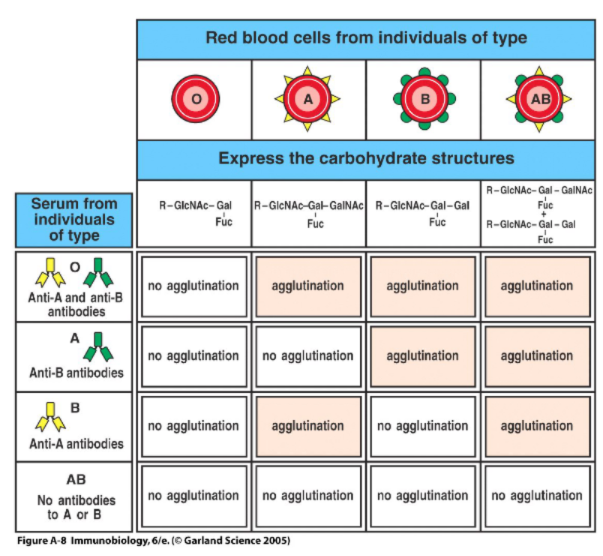 Red blood cells from individuals of type
O
A
B
AB
Express the carbohydrate structures
Serum from
individuals
of type
R–GlcNAc–Gal
Fuc
R–GlcNAc–Gal–GalNAc
Fuc
R–GlcNAc–Gal–Gal
Fuc
R–GlcNAc–Gal–GalNAc
Fuc
+
R–GlcNAc–Gal–Gal
Fuc
O
Anti-A and anti-B
antibodies
no agglutination
agglutination
agglutination
agglutination
A
Anti-B antibodies
no agglutination
no agglutination
agglutination
agglutination
B
Anti-A antibodies
no agglutination
agglutination
no agglutination
agglutination
AB
No antibodies
to A or B
no agglutination
no agglutination
no agglutination
no agglutination
Figure A-8 Immunobiology, 6/e. (© Garland Science 2005)